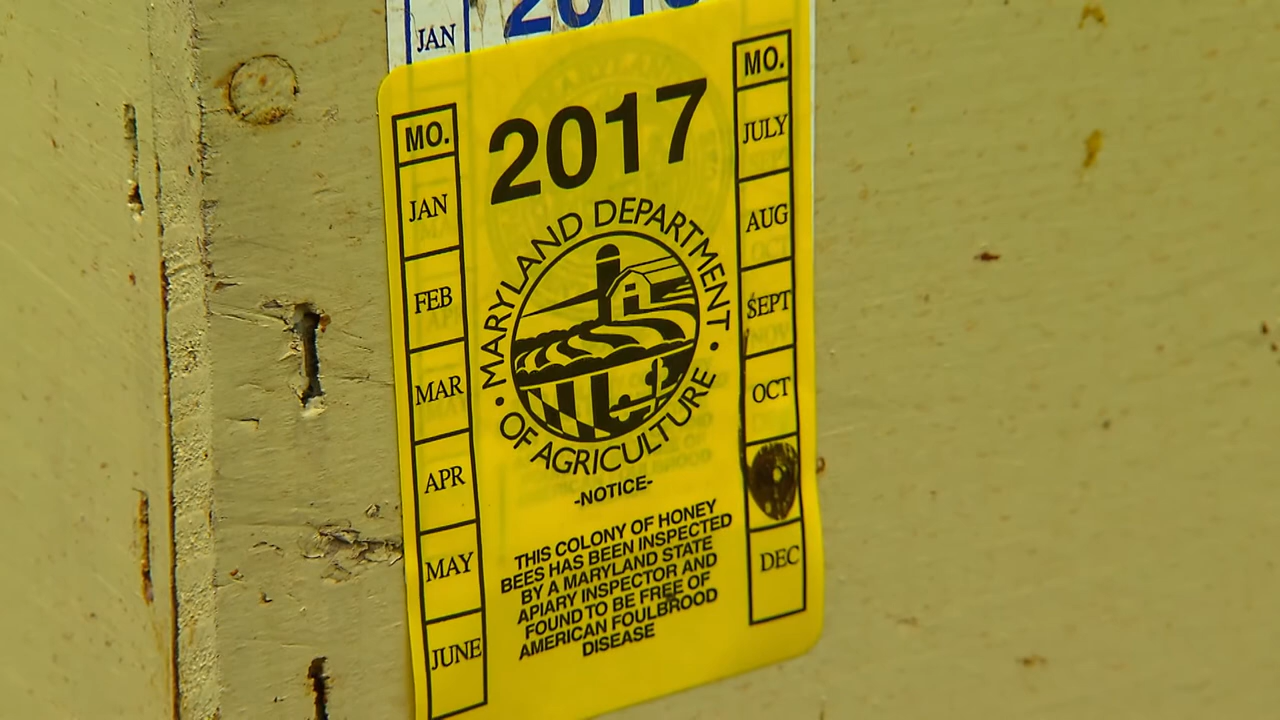 JAN
MO.
JAN
FEB
MAR
APR
MAY
JUNE
2017
• MARYLAND DEPARTMENT •
OF AGRICULTURE
-NOTICE-
THIS COLONY OF HONEY
BEES HAS BEEN INSPECTED
BY A MARYLAND STATE
APIARY INSPECTOR AND
FOUND TO BE FREE OF
AMERICAN FOULBROOD
DISEASE
MO.
JULY
AUG
SEPT
OCT
DEC